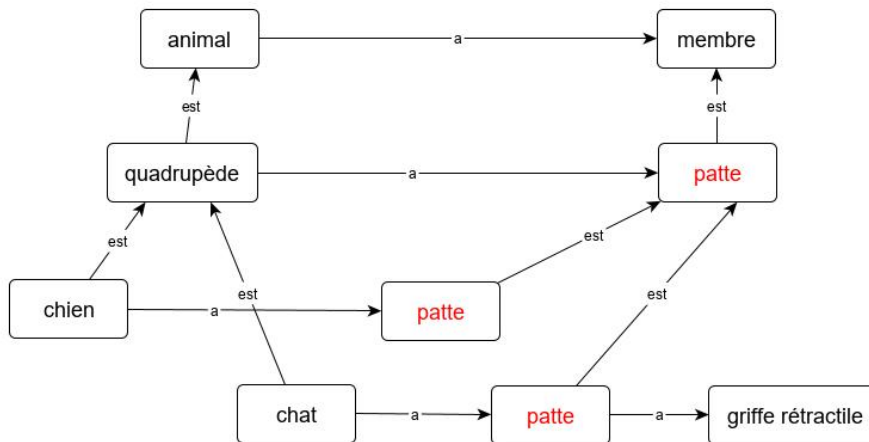 animal
a
membre
est
est
quadrupède
a
patte
est
est
chien
a
est
patte
est
chat
a
patte
a
griffe rétractile